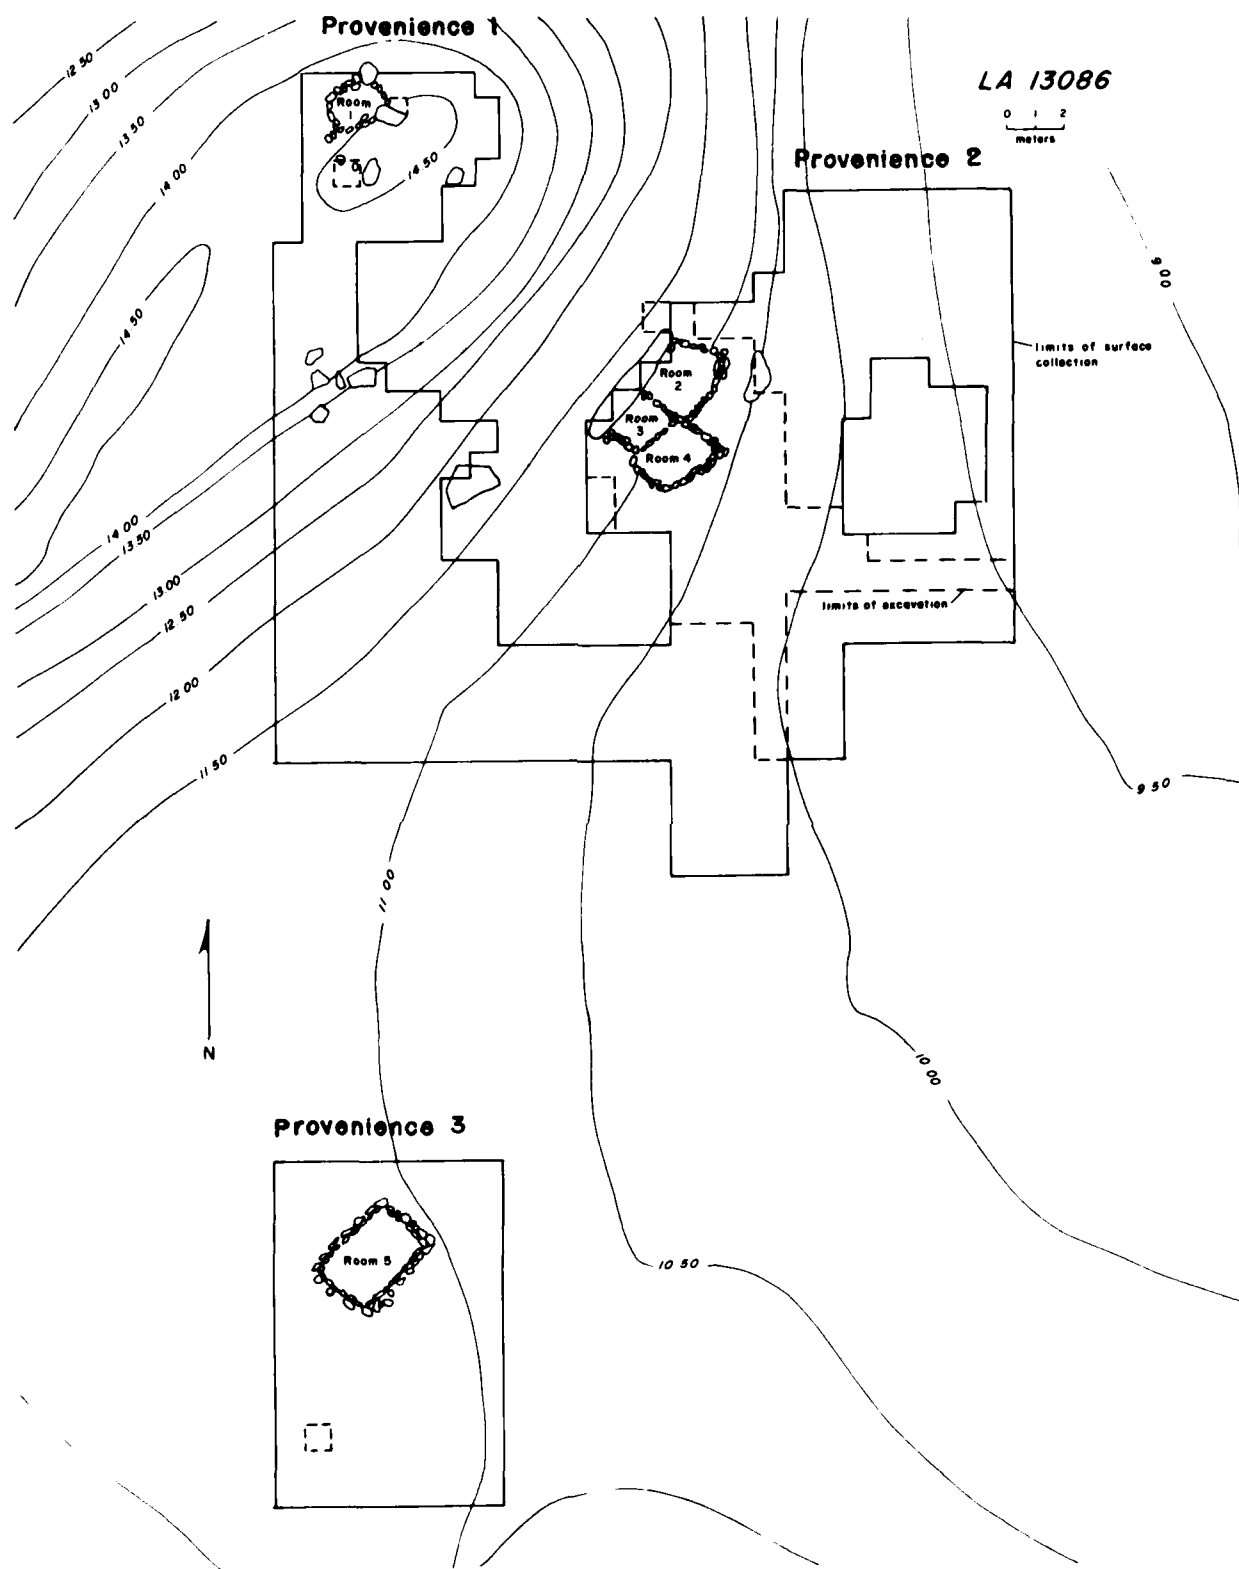 Provenience 1
LA 13086
0 1 2
meters
Provenience 2
12 50
13 00
13 50
14 00
14 50
14 50
Room
1
9 00
limits of surface
collection
Room
2
Room
3
Room 4
14 00
13 50
13 00
12 50
12 00
11 50
limits of excavation
9 50
11 00
N
10 00
Provenience 3
Room 5
10 50